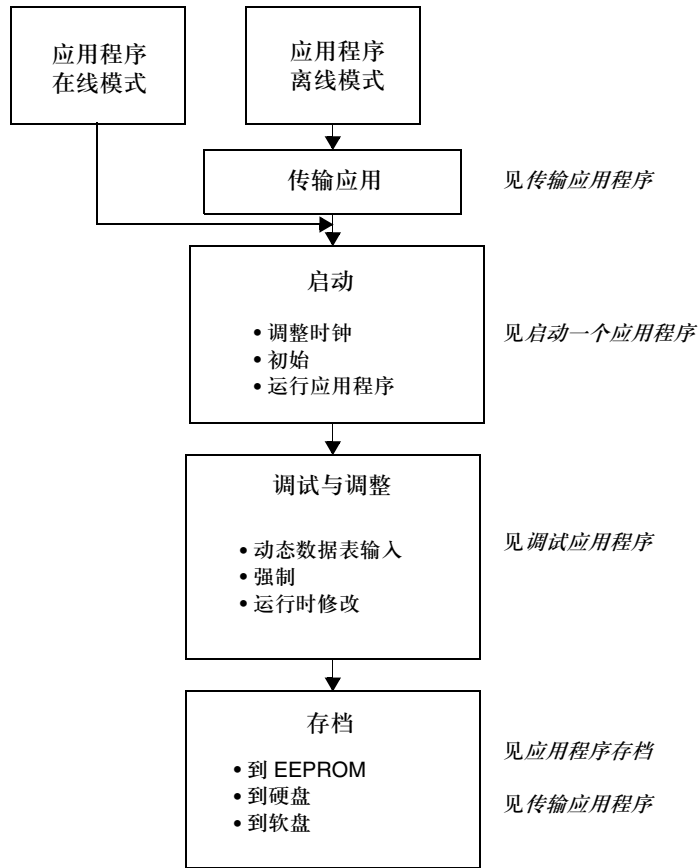 应用程序
在线模式
应用程序
离线模式
传输应用
见传输应用程序
启动
• 调整时钟
• 初始
• 运行应用程序
见启动一个应用程序
调试与调整
• 动态数据表输入
• 强制
• 运行时修改
见调试应用程序
存档
• 到 EEPROM
• 到硬盘
• 到软盘
见应用程序存档
见传输应用程序